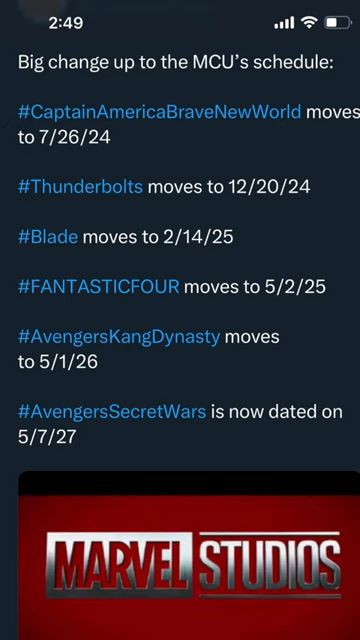 2:49
Big change up to the MCU’s schedule:
#CaptainAmericaBraveNewWorld moves
to 7/26/24
#Thunderbolts moves to 12/20/24
#Blade moves to 2/14/25
#FANTASTICFOUR moves to 5/2/25
#AvengersKangDynasty moves
to 5/1/26
#AvengersSecretWars is now dated on
5/7/27
MARVEL STUDIOS